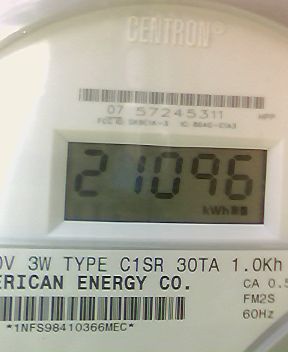 CENTRON®
07 57245311
21096
kWh
0V 3W TYPE C1SR 30TA 1.0Kh
ERICAN ENERGY CO.
CA 0.5
FM2S
60Hz
*1NFS98410366MEC*